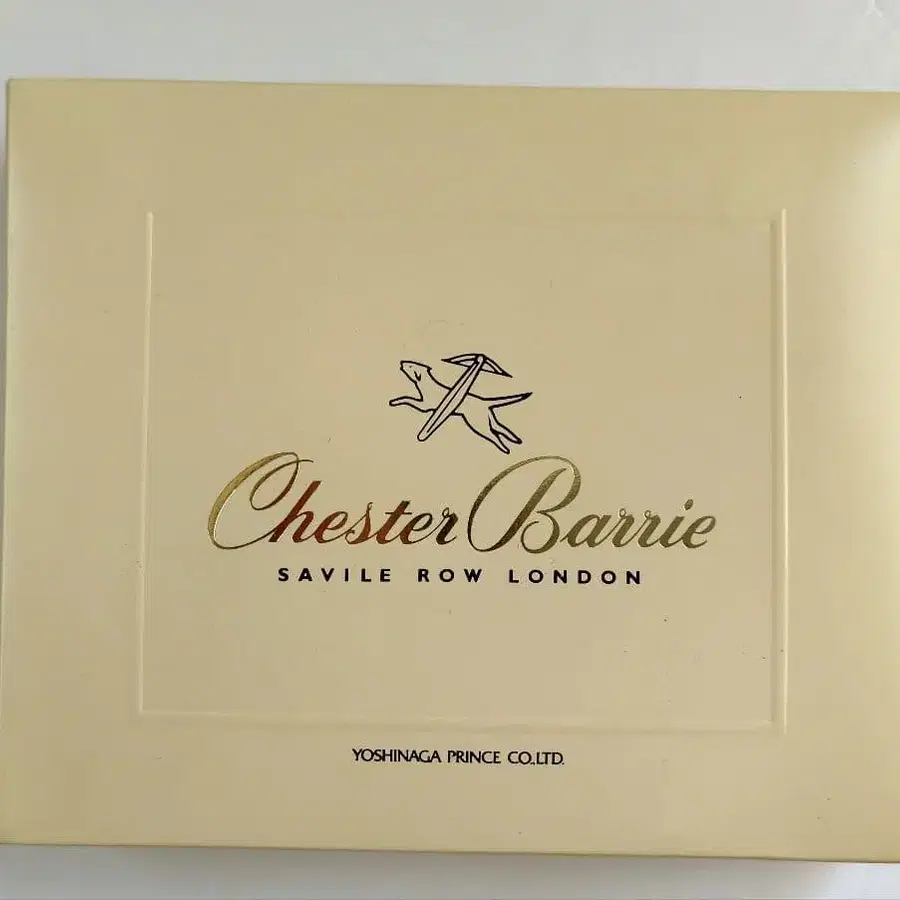 Chester Barrie
SAVILE ROW LONDON
YOSHINAGA PRINCE CO.,LTD.